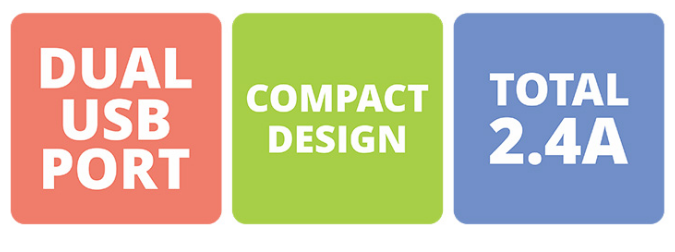 DUAL
USB
PORT
COMPACT
DESIGN
TOTAL
2.4A